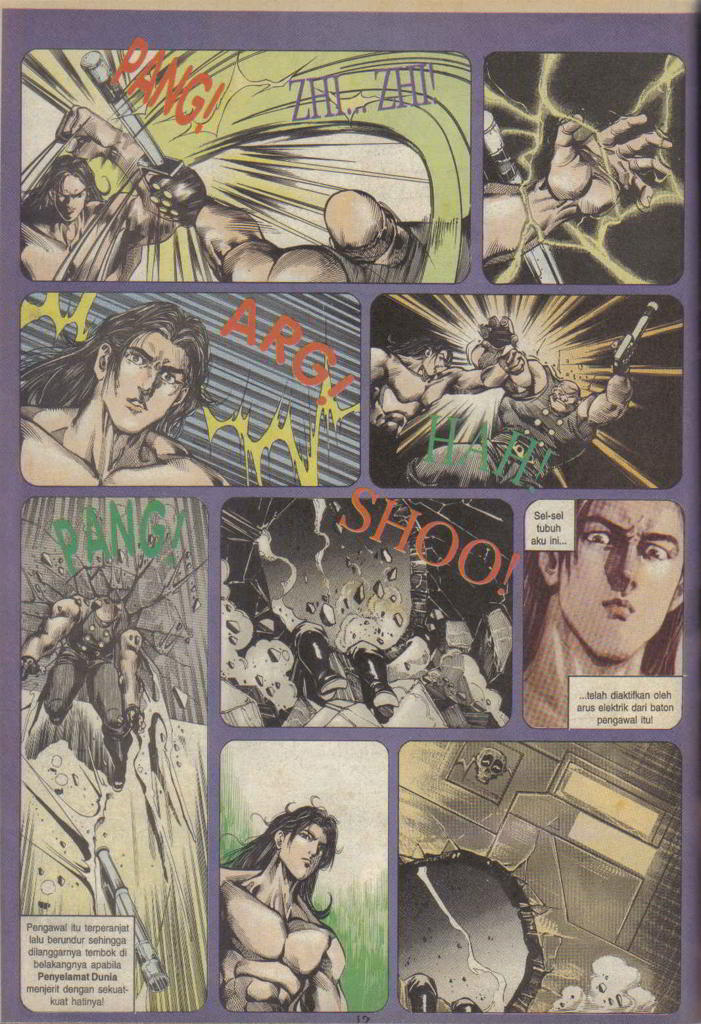 PANG!
ZHI... ZHI!
ARG!
HAH!
PANG!
SHOO!
Sel-sel
tubuh
aku ini...
...telah diaktifkan oleh
arus elektrik dari baton
pengawal itu!
Pengawal itu terperanjat
lalu berundur sehingga
dilanggarnya tembok di
belakangnya apabila
Penyelamat Dunia
menjerit dengan sekuat-
kuat hatinya!